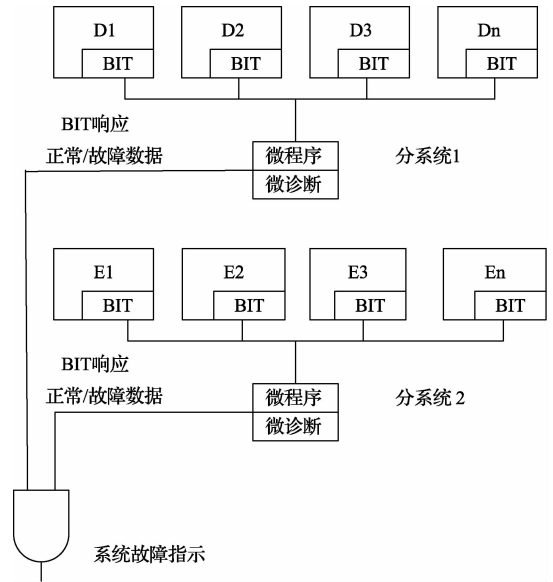 D1 D2 D3 Dn
BIT BIT BIT BIT
BIT响应
正常/故障数据 微程序 分系统1
微诊断
E1 E2 E3 En
BIT BIT BIT BIT
BIT响应
正常/故障数据 微程序 分系统 2
微诊断
系统故障指示